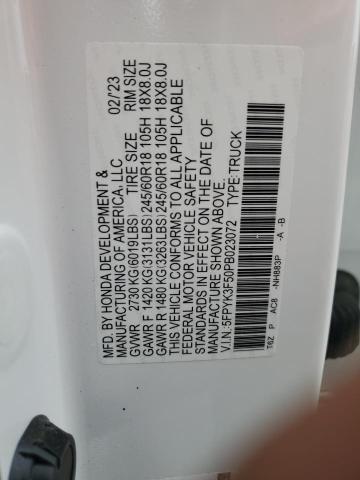 MFD. BY HONDA DEVELOPMENT & 02/23
MANUFACTURING OF AMERICA, LLC
GVWR 2730 KG(6019LBS) TIRE SIZE RIM SIZE
GAWR F 1420 KG(3131LBS) 245/60R18 105H 18X8.0J
GAWR R 1480 KG(3263LBS) 245/60R18 105H 18X8.0J
THIS VEHICLE CONFORMS TO ALL APPLICABLE
FEDERAL MOTOR VEHICLE SAFETY
STANDARDS IN EFFECT ON THE DATE OF
MANUFACTURE SHOWN ABOVE.
V.I.N.:5FPYK3F50PB023072 TYPE:TRUCK
T6Z P AC8 -NH883P -A -B